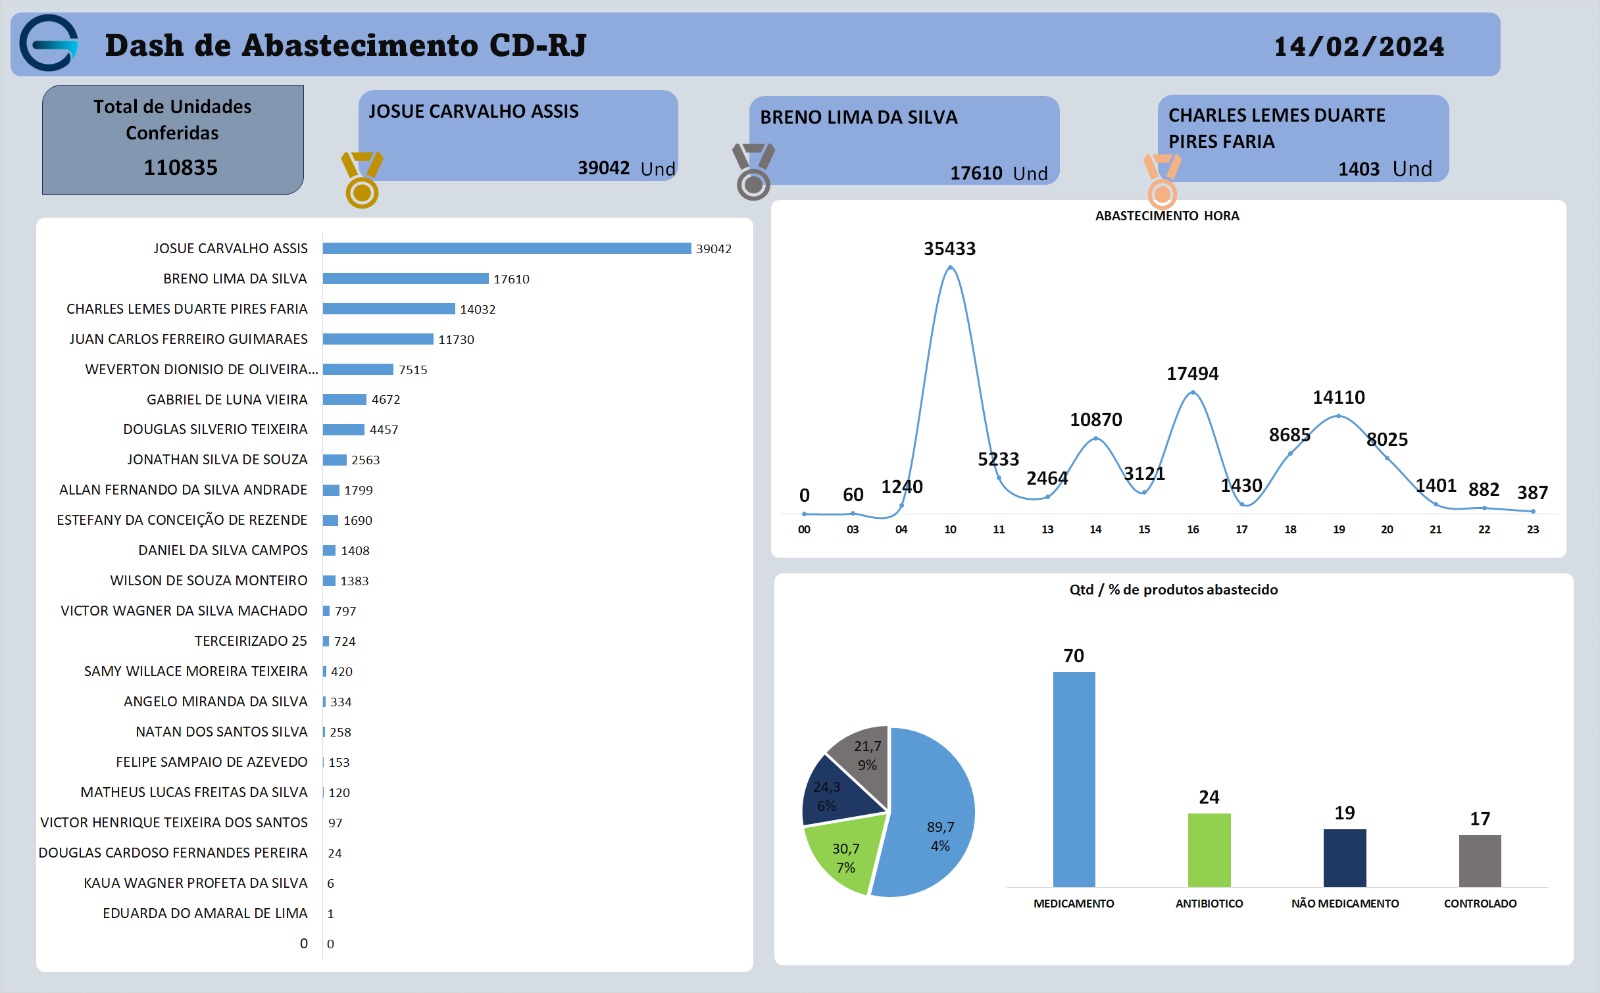 Dash de Abastecimento CD-RJ
14/02/2024
Total de Unidades
Conferidas
110835
JOSUE CARVALHO ASSIS
39042 Und
BRENO LIMA DA SILVA
17610 Und
CHARLES LEMES DUARTE
PIRES FARIA
1403 Und
JOSUE CARVALHO ASSIS 39042
BRENO LIMA DA SILVA 17610
CHARLES LEMES DUARTE PIRES FARIA 14032
JUAN CARLOS FERREIRO GUIMARAES 11730
WEVERTON DIONISIO DE OLIVEIRA... 7515
GABRIEL DE LUNA VIEIRA 4672
DOUGLAS SILVERIO TEIXEIRA 4457
JONATHAN SILVA DE SOUZA 2563
ALLAN FERNANDO DA SILVA ANDRADE 1799
ESTEFANY DA CONCEIÇÃO DE REZENDE 1690
DANIEL DA SILVA CAMPOS 1408
WILSON DE SOUZA MONTEIRO 1383
VICTOR WAGNER DA SILVA MACHADO 797
TERCEIRIZADO 25 724
SAMY WILLACE MOREIRA TEIXEIRA 420
ANGELO MIRANDA DA SILVA 334
NATAN DOS SANTOS SILVA 258
FELIPE SAMPAIO DE AZEVEDO 153
MATHEUS LUCAS FREITAS DA SILVA 120
VICTOR HENRIQUE TEIXEIRA DOS SANTOS 97
DOUGLAS CARDOSO FERNANDES PEREIRA 24
KAUA WAGNER PROFETA DA SILVA 6
EDUARDA DO AMARAL DE LIMA 1
0 0
ABASTECIMENTO HORA
0 60 1240 35433 5233 2464 10870 3121 17494 1430 8685 14110 8025 1401 882 387
00 03 04 10 11 13 14 15 16 17 18 19 20 21 22 23
Qtd / % de produtos abastecido
21,7
9%
24,3
6%
30,7
7%
89,7
4%
70
24
19
17
MEDICAMENTO ANTIBIOTICO NÃO MEDICAMENTO CONTROLADO